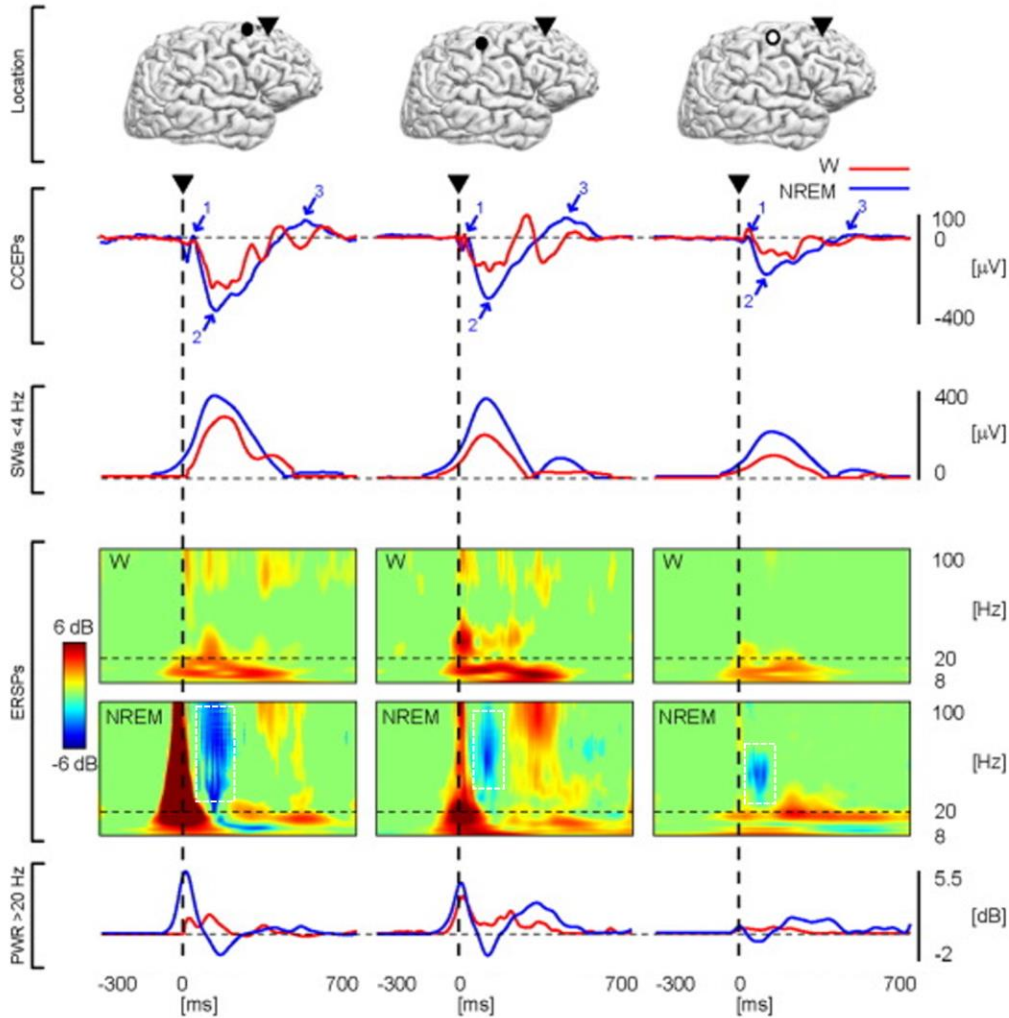 Location
W
NREM
CCEPs
1
3
2
1
3
2
1
3
2
100
0
[µV]
-400
SWa <4 Hz
400
[µV]
0
ERSPs
6 dB
-6 dB
W
W
W
100
[Hz]
20
8
NREM
NREM
NREM
100
[Hz]
20
8
PWR >20 Hz
5.5
[dB]
-2
-300 0 700 -300 0 700 -300 0 700
[ms] [ms] [ms]